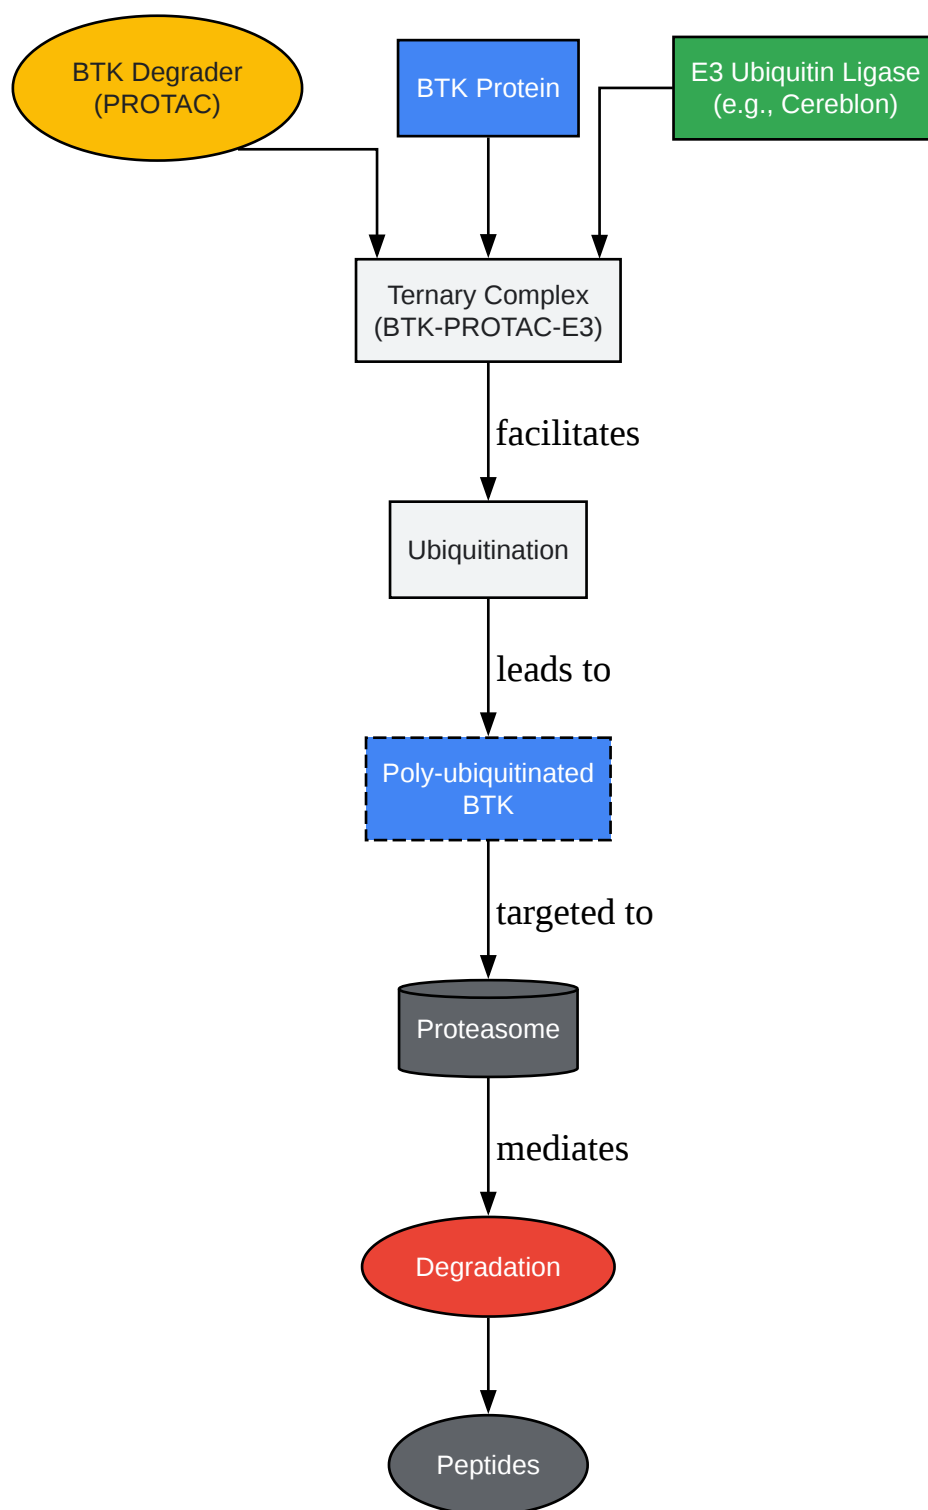 BTK Degrader
(PROTAC)
BTK Protein
E3 Ubiquitin Ligase
(e.g., Cereblon)
Ternary Complex
(BTK-PROTAC-E3)
facilitates
Ubiquitination
leads to
Poly-ubiquitinated
BTK
targeted to
Proteasome
mediates
Degradation
Peptides